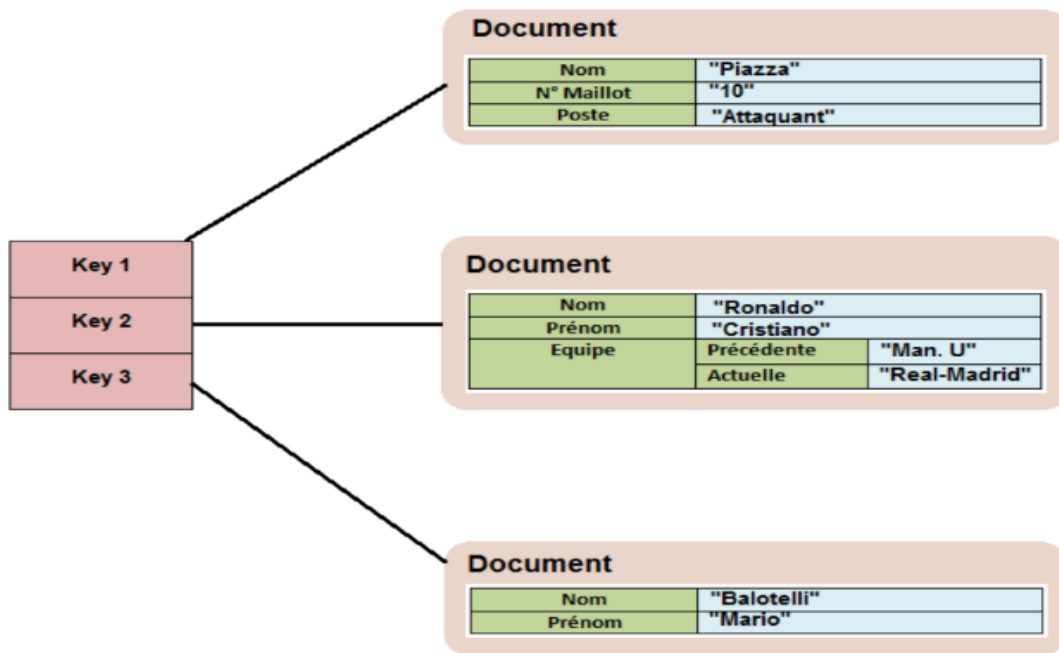 Document
Nom "Piazza"
N° Maillot "10"
Poste "Attaquant"
Key 1
Key 2
Key 3
Document
Nom "Ronaldo"
Prénom "Cristiano"
Equipe Précédente "Man. U"
Actuelle "Real-Madrid"
Document
Nom "Balotelli"
Prénom "Mario"